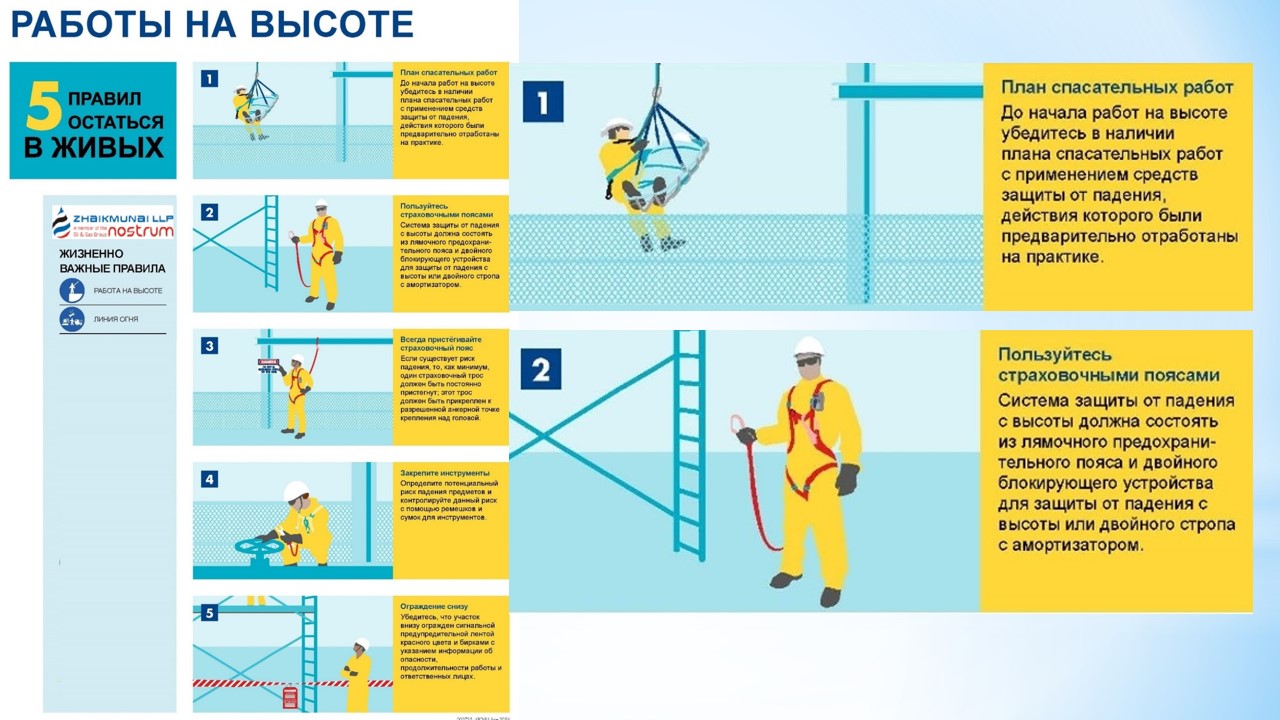 РАБОТЫ НА ВЫСОТЕ
5 ПРАВИЛ
ОСТАТЬСЯ
В ЖИВЫХ
ZHAIKMUNAI LLP
A member of the
Oil & Gas Group
nostrum
ЖИЗНЕННО
ВАЖНЫЕ ПРАВИЛА
РАБОТА НА ВЫСОТЕ
ЛИНИЯ ОГНЯ
1
План спасательных работ
До начала работ на высоте
убедитесь в наличии
плана спасательных работ
с применением средств
защиты от падения,
действия которого были
предварительно отработаны
на практике.
2
Пользуйтесь
страховочными поясами
Система защиты от падения
с высоты должна состоять
из лямочного предохрани-
тельного пояса и двойного
блокирующего устройства
для защиты от падения с
высоты или двойного стропа
с амортизатором.
3
Всегда пристёгивайте
страховочный пояс
Если существует риск
падения, то, как минимум,
один страховочный трос
должен быть постоянно
пристегнут; этот трос
должен быть прикреплен к
разрешенной анкерной точке
крепления над головой.
4
Закрепите инструменты
Определите потенциальный
риск падения предметов и
контролируйте данный риск
с помощью ремешков и
сумок для инструментов.
5
Ограждение снизу
Убедитесь, что участок
внизу огражден сигнальной
предупредительной лентой
красного цвета и бирками с
указанием информации об
опасности,
продолжительности работы и
ответственных лицах.
1
План спасательных работ
До начала работ на высоте
убедитесь в наличии
плана спасательных работ
с применением средств
защиты от падения,
действия которого были
предварительно отработаны
на практике.
2
Пользуйтесь
страховочными поясами
Система защиты от падения
с высоты должна состоять
из лямочного предохрани-
тельного пояса и двойного
блокирующего устройства
для защиты от падения с
высоты или двойного стропа
с амортизатором.